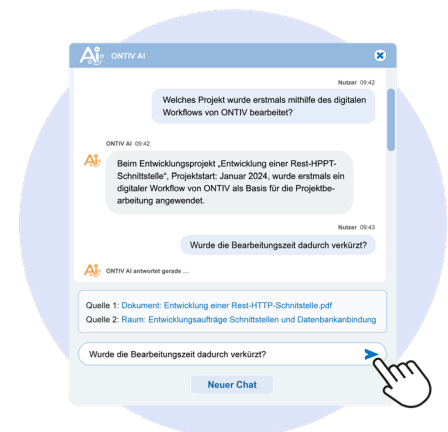 Ai
ONTIV AI
Nutzer 09:42
Welches Projekt wurde erstmals mithilfe des digitalen
Workflows von ONTIV bearbeitet?
ONTIV AI 09:42
Ai
Beim Entwicklungsprojekt „Entwicklung einer Rest-HPPT-
Schnittstelle“, Projektstart: Januar 2024, wurde erstmals ein
digitaler Workflow von ONTIV als Basis für die Projektbe-
arbeitung angewendet.
Nutzer 09:43
Wurde die Bearbeitungszeit dadurch verkürzt?
Ai
ONTIV AI antwortet gerade ...
Quelle 1: Dokument: Entwicklung einer Rest-HTTP-Schnitstelle.pdf
Quelle 2: Raum: Entwicklungsaufträge Schnittstellen und Datenbankanbindung
Wurde die Bearbeitungszeit dadurch verkürzt?
Neuer Chat